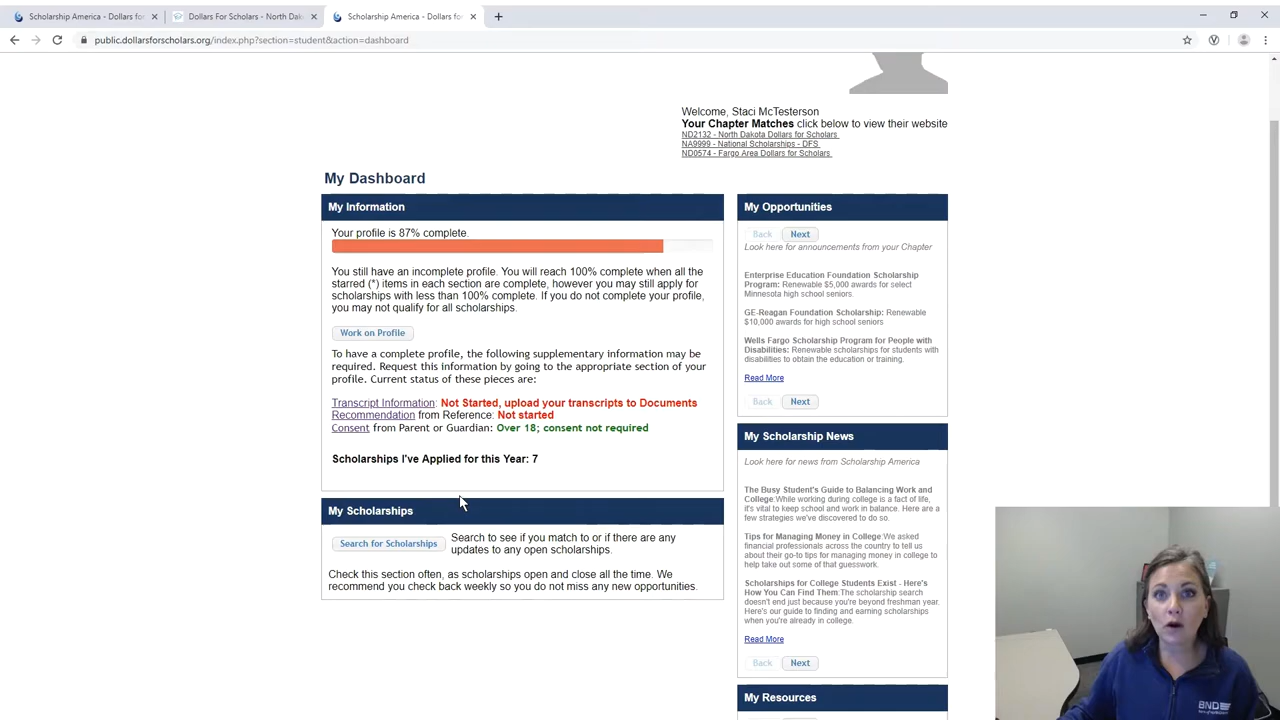 Scholarship America - Dollars for
Dollars For Scholars - North Dak
Scholarship America - Dollars for
public.dollarsforscholars.org/index.php?section=student&action=dashboard
Welcome, Staci McTesterson
Your Chapter Matches click below to view their website
ND2132 - North Dakota Dollars for Scholars
NA9999 - National Scholarships - DFS
ND0574 - Fargo Area Dollars for Scholars
My Dashboard
My Information
Your profile is 87% complete.
You still have an incomplete profile. You will reach 100% complete when all the
starred (*) items in each section are complete, however you may still apply for
scholarships with less than 100% complete. If you do not complete your profile,
you may not qualify for all scholarships.
Work on Profile
To have a complete profile, the following supplementary information may be
required. Request this information by going to the appropriate section of your
profile. Current status of these pieces are:
Transcript Information: Not Started, upload your transcripts to Documents
Recommendation from Reference: Not started
Consent from Parent or Guardian: Over 18; consent not required
Scholarships I've Applied for this Year: 7
My Scholarships
Search for Scholarships
Search to see if you match to or if there are any
updates to any open scholarships.
Check this section often, as scholarships open and close all the time. We
recommend you check back weekly so you do not miss any new opportunities.
My Opportunities
Back Next
Look here for announcements from your Chapter
Enterprise Education Foundation Scholarship
Program: Renewable $5,000 awards for select
Minnesota high school seniors.
GE-Reagan Foundation Scholarship: Renewable
$10,000 awards for high school seniors
Wells Fargo Scholarship Program for People with
Disabilities: Renewable scholarships for students with
disabilities to obtain the education or training.
Read More
Back Next
My Scholarship News
Look here for news from Scholarship America
The Busy Student's Guide to Balancing Work and
College:While working during college is a fact of life,
it's vital to keep school and work in balance. Here are a
few strategies we've discovered to do so.
Tips for Managing Money in College:We asked
financial professionals across the country to tell us
about their go-to tips for managing money in college to
help take out some of that guesswork.
Scholarships for College Students Exist - Here's
How You Can Find Them:The scholarship search
doesn't end just because you're beyond freshman year.
Here's our guide to finding and earning scholarships
when you're already in college.
Read More
Back Next
My Resources
BND